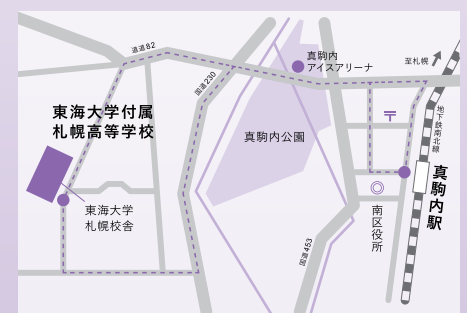 道道82
国道230
真駒内
アイスアリーナ
至札幌
地下鉄南北線
東海大学付属
札幌高等学校
真駒内公園
〒
真駒内駅
東海大学
札幌校舎
南区役所
国道453